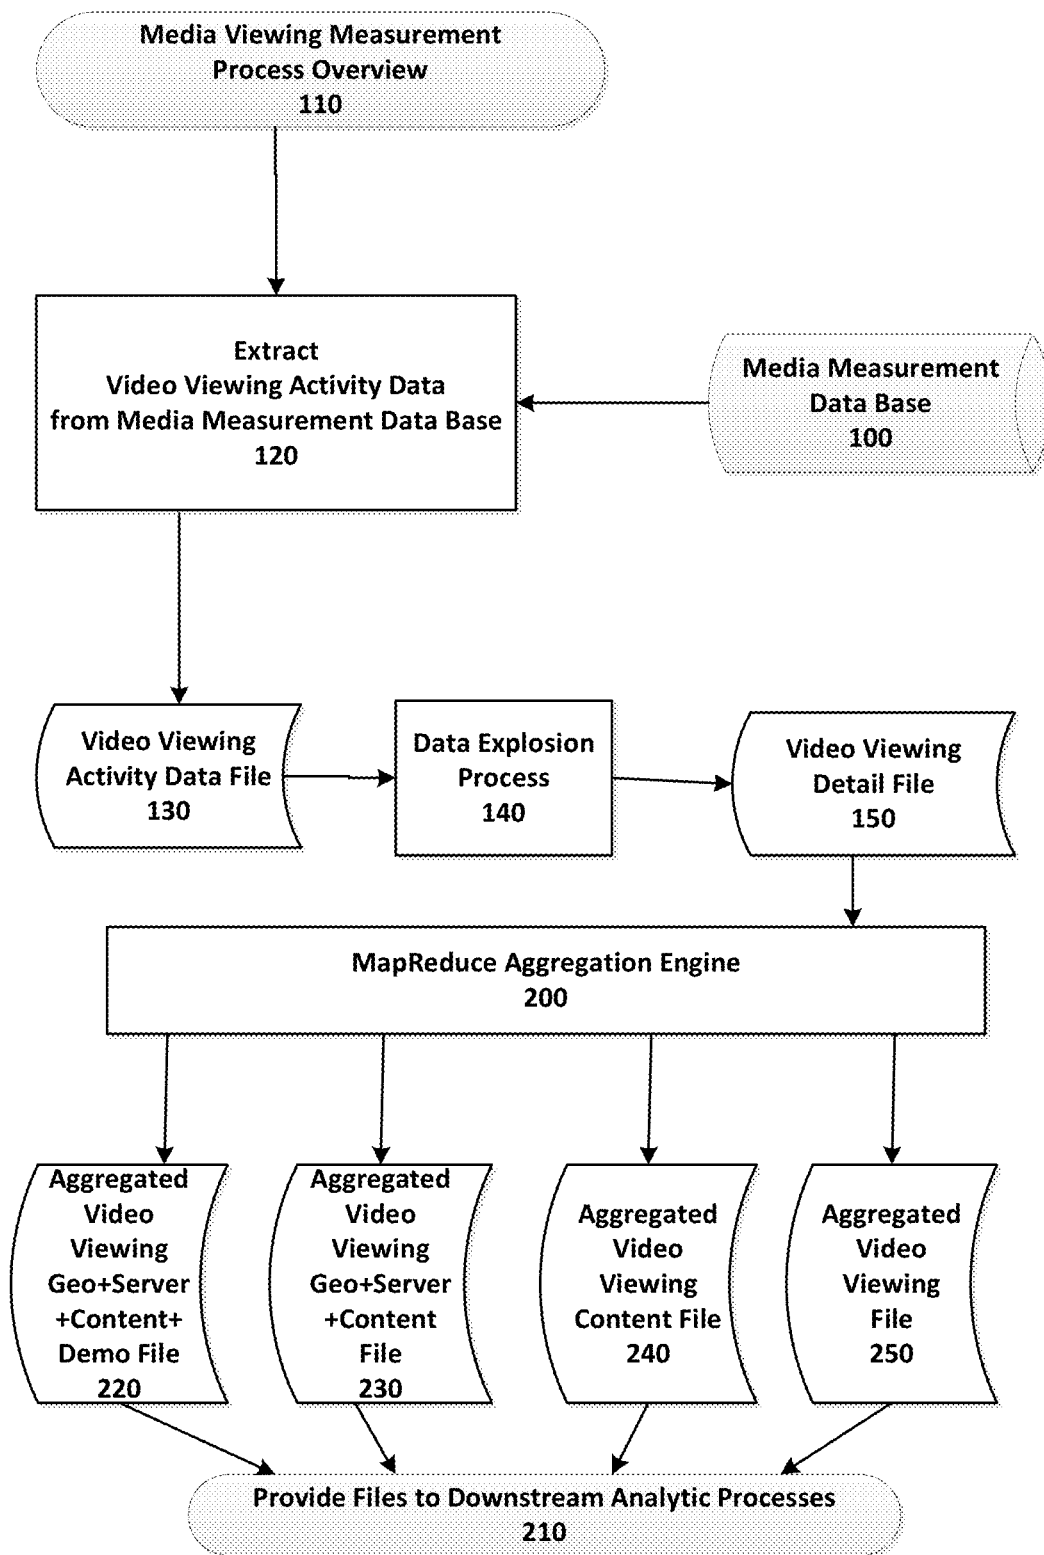 Media Viewing Measurement
Process Overview
110
Extract
Video Viewing Activity Data
from Media Measurement Data Base
120
Media Measurement
Data Base
100
Video Viewing
Activity Data File
130
Data Explosion
Process
140
Video Viewing
Detail File
150
MapReduce Aggregation Engine
200
Aggregated
Video
Viewing
Geo+Server
+Content+
Demo File
220
Aggregated
Video
Viewing
Geo+Server
+Content
File
230
Aggregated
Video
Viewing
Content File
240
Aggregated
Video
Viewing
File
250
Provide Files to Downstream Analytic Processes
210